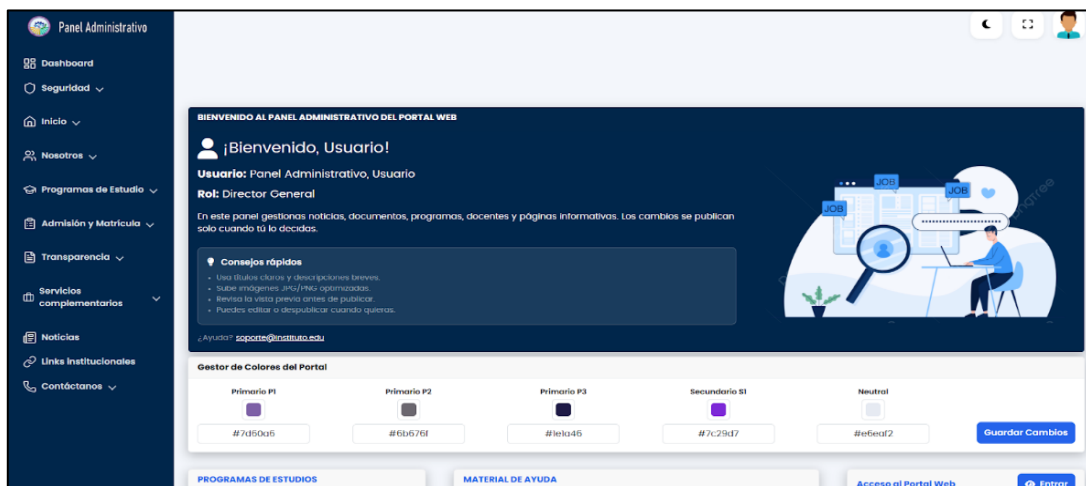 Panel Administrativo
Dashboard
Seguridad
Inicio
Nosotros
Programas de Estudio
Admisión y Matricula
Transparencia
Servicios
complementarios
Noticias
Links institucionales
Contáctanos
BIENVENIDO AL PANEL ADMINISTRATIVO DEL PORTAL WEB
¡Bienvenido, Usuario!
Usuario: Panel Administrativo, Usuario
Rol: Director General
En este panel gestionas noticias, documentos, programas, docentes y páginas informativas. Los cambios se publican
solo cuando tú lo decidas.
Consejos rápidos
• Usa títulos claros y descripciones breves.
• Sube imágenes JPG/PNG optimizadas.
• Revisa la vista previa antes de publicar.
• Puedes editar o despublicar cuando quieras.
¿Ayuda? soporte@instituto.edu
JOB
JOB
JOB
Gestor de Colores del Portal
Primario P1 Primario P2 Primario P3 Secundario S1 Neutral
#7d60a6 #6b676f #1e1a46 #7c29d7 #e6eaf2 Guardar Cambios
PROGRAMAS DE ESTUDIOS MATERIAL DE AYUDA Acceso al Portal Web Entrar